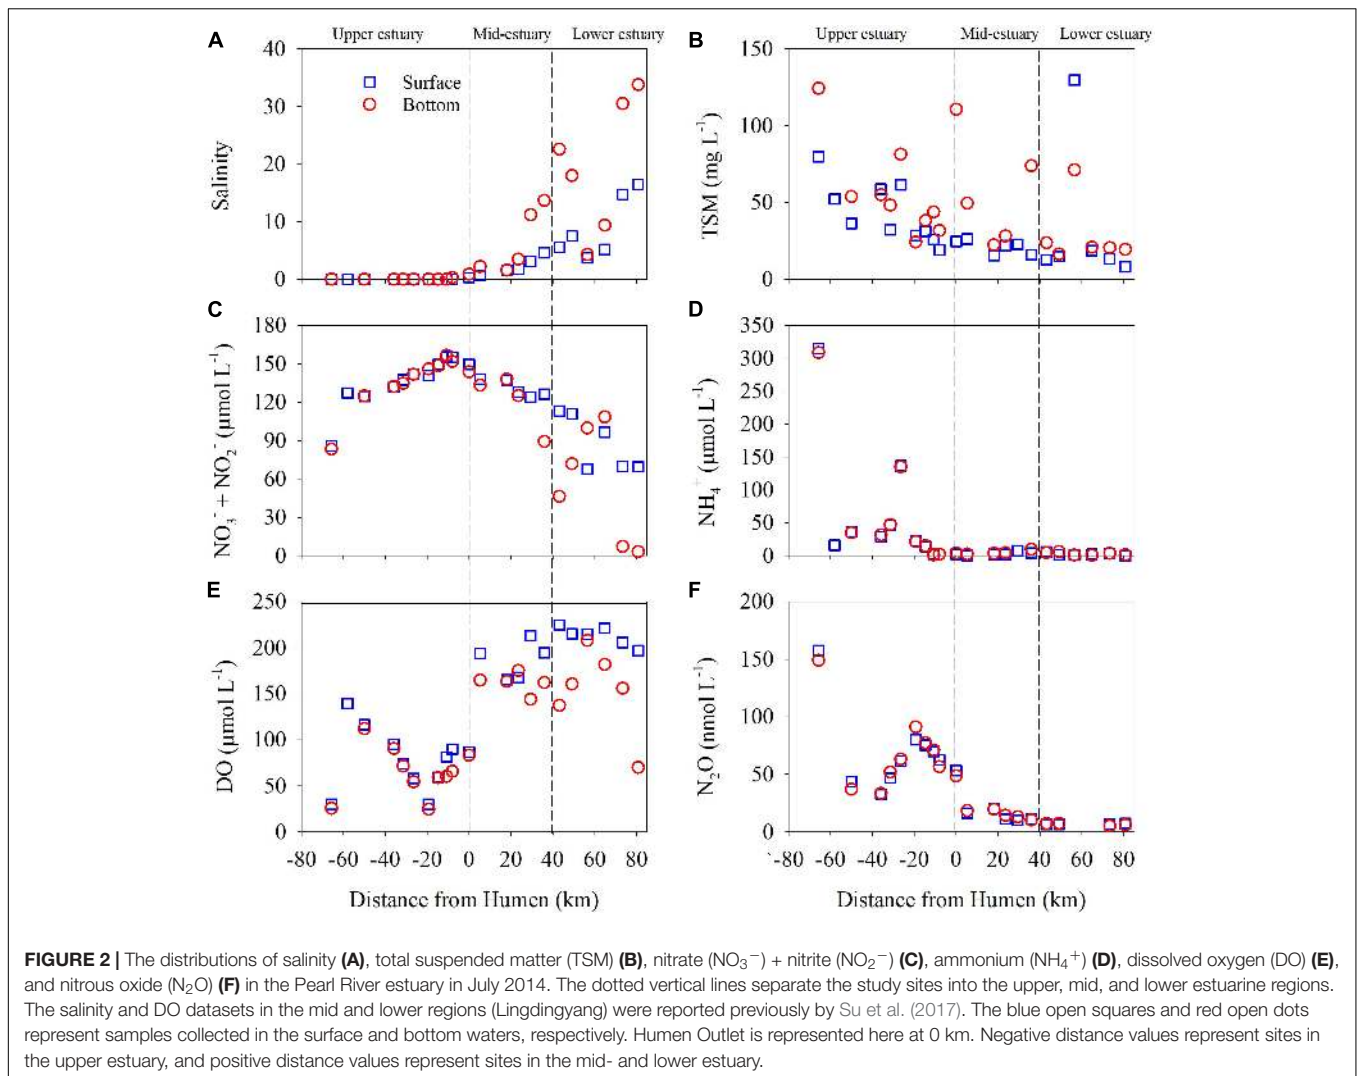 A
Upper estuary
Mid-estuary
Lower estuary
B
Upper estuary
Mid-estuary
Lower estuary
40
30
20
10
0
Salinity
Surface
Bottom
150
100
50
0
TSM (mg L⁻¹)
C
180
150
120
90
60
30
0
NO₃⁻ + NO₂⁻ (µmol L⁻¹)
D
350
300
250
200
150
100
50
0
NH₄⁺ (µmol L⁻¹)
E
250
200
150
100
50
0
DO (µmol L⁻¹)
-80 -60 -40 -20 0 20 40 60 80
Distance from Humen (km)
F
200
150
100
50
0
N₂O (nmol L⁻¹)
`-80 -60 -40 -20 0 20 40 60 80
Distance from Humen (km)
FIGURE 2 | The distributions of salinity (A), total suspended matter (TSM) (B), nitrate (NO₃⁻) + nitrite (NO₂⁻) (C), ammonium (NH₄⁺) (D), dissolved oxygen (DO) (E),
and nitrous oxide (N₂O) (F) in the Pearl River estuary in July 2014. The dotted vertical lines separate the study sites into the upper, mid, and lower estuarine regions.
The salinity and DO datasets in the mid and lower regions (Lingdingyang) were reported previously by Su et al. (2017). The blue open squares and red open dots
represent samples collected in the surface and bottom waters, respectively. Humen Outlet is represented here at 0 km. Negative distance values represent sites in
the upper estuary, and positive distance values represent sites in the mid- and lower estuary.